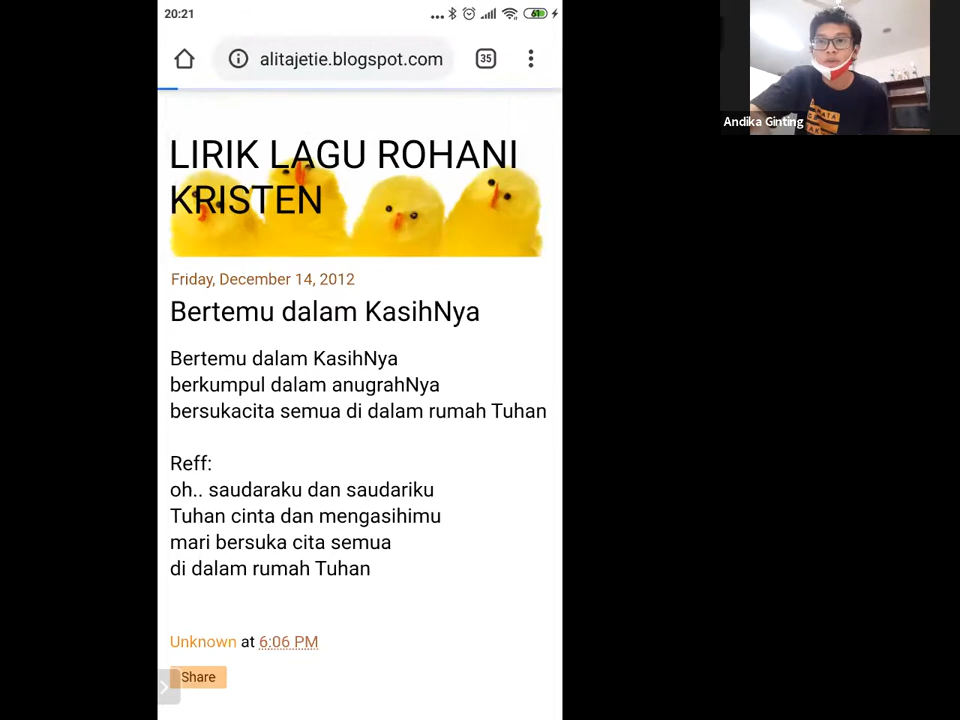 20:21
61
alitajetie.blogspot.com
35
LIRIK LAGU ROHANI
KRISTEN
Friday, December 14, 2012
Bertemu dalam KasihNya
Bertemu dalam KasihNya
berkumpul dalam anugrahNya
bersukacita semua di dalam rumah Tuhan
Reff:
oh.. saudaraku dan saudariku
Tuhan cinta dan mengasihimu
mari bersuka cita semua
di dalam rumah Tuhan
Unknown at 6:06 PM
Share
Andika Ginting